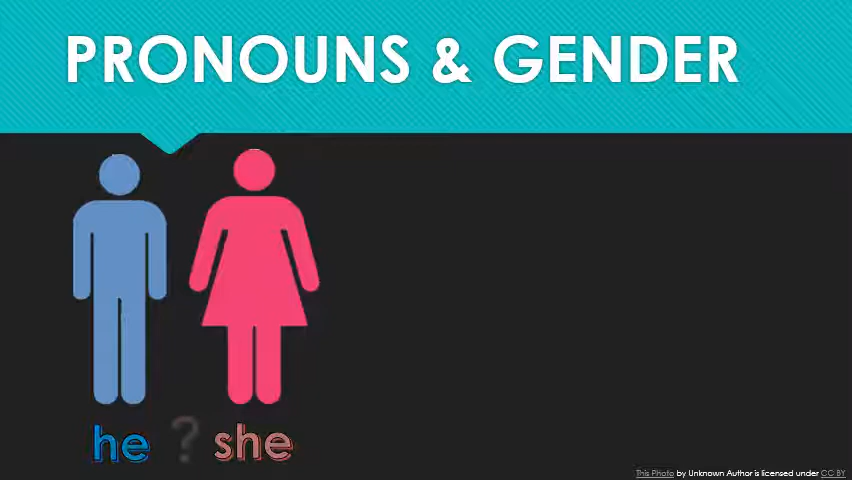 PRONOUNS & GENDER
he ? she
This Photo by Unknown Author is licensed under CC BY